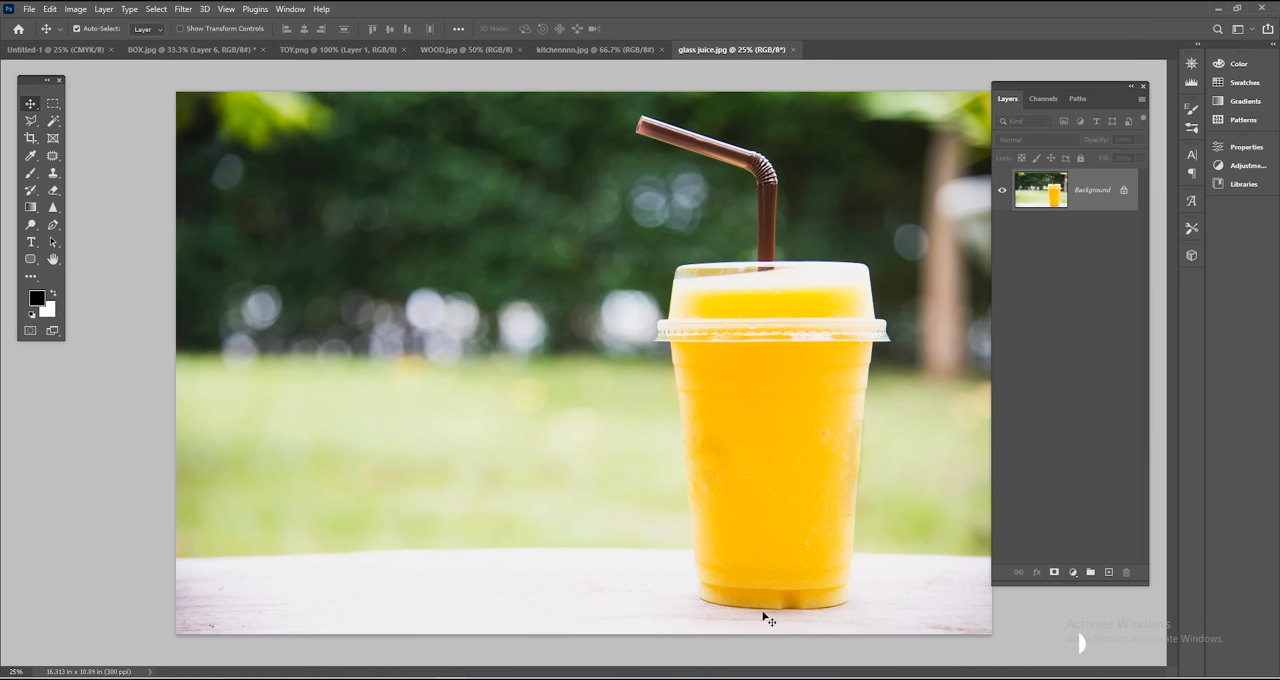 Ps File Edit Image Layer Type Select Filter 3D View Plugins Window Help
Auto-Select: Layer Show Transform Controls 3D Mode:
Untitled-1 @ 25% (CMYK/8) BOX.jpg @ 33.3% (Layer 6, RGB/8#) * TOY.png @ 100% (Layer 1, RGB/8) WOOD.jpg @ 50% (RGB/8) kitchennnn.jpg @ 66.7% (RGB/8#) glass juice.jpg @ 25% (RGB/8*)
Color
Swatches
Gradients
Patterns
Properties
Adjustme...
Libraries
Layers Channels Paths
Kind
Normal Opacity: 100%
Lock: Fill: 100%
Background
Activate Windows
Go to Settings to activate Windows.
25% 16.313 in x 10.89 in (300 ppi)